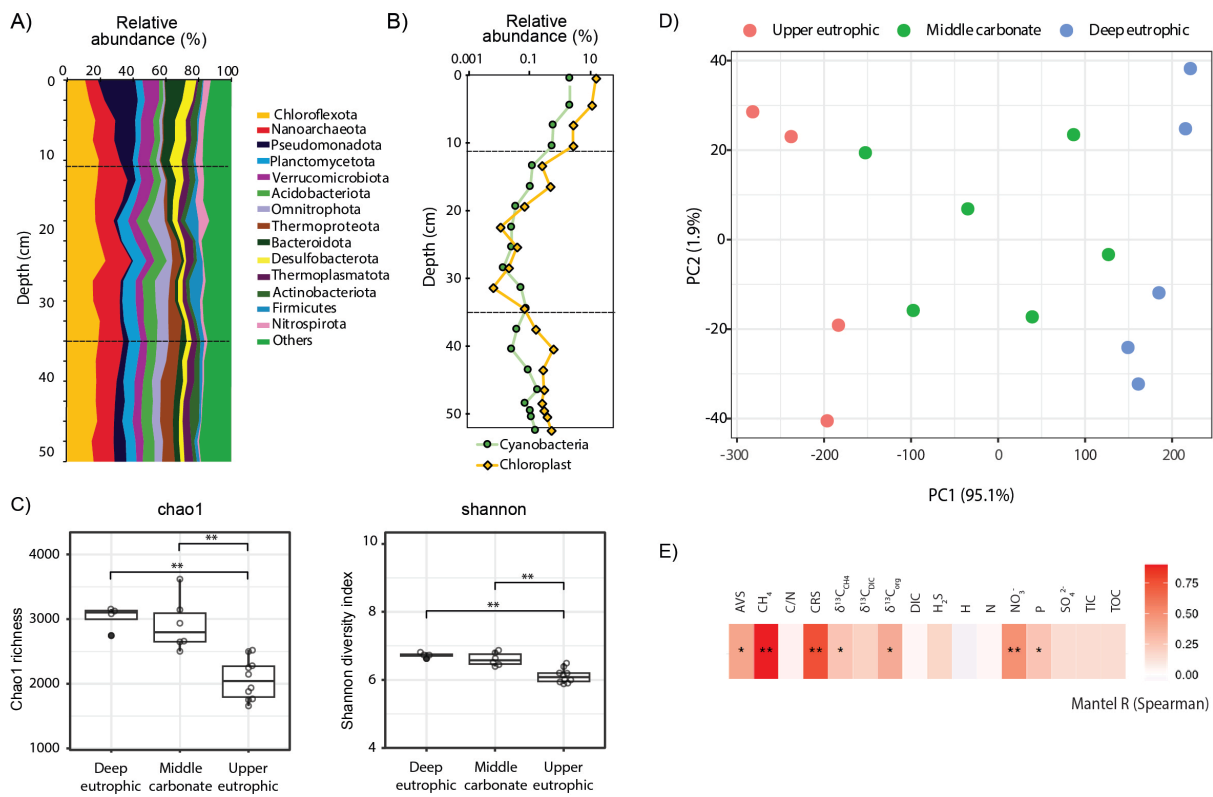 A)
Relative
abundance (%)
0 20 40 60 80 100
0
10
20
30
40
50
Depth (cm)
Chloroflexota
Nanoarchaeota
Pseudomonadota
Planctomycetota
Verrucomicrobiota
Acidobacteriota
Omnitrophota
Thermoproteota
Bacteroidota
Desulfobacterota
Thermoplasmatota
Actinobacteriota
Firmicutes
Nitrospirota
Others
B)
Relative
abundance (%)
0.001 0.1 10
0
10
20
30
40
50
Depth (cm)
Cyanobacteria
Chloroplast
C)
chao1
4000
3000
2000
1000
Chao1 richness
**
**
Deep
eutrophic
Middle
carbonate
Upper
eutrophic
shannon
10
8
6
4
Shannon diversity index
**
**
Deep
eutrophic
Middle
carbonate
Upper
eutrophic
D)
Upper eutrophic Middle carbonate Deep eutrophic
40
20
0
-20
-40
PC2 (1.9%)
-300 -200 -100 0 100 200
PC1 (95.1%)
E)
AVS CH₄ C/N CRS δ¹³C_CH4 δ¹³C_DIC δ¹³C_org DIC H₂S H N NO₃⁻ P SO₄²⁻ TIC TOC
* ** ** * * ** *
0.75
0.50
0.25
0.00
Mantel R (Spearman)